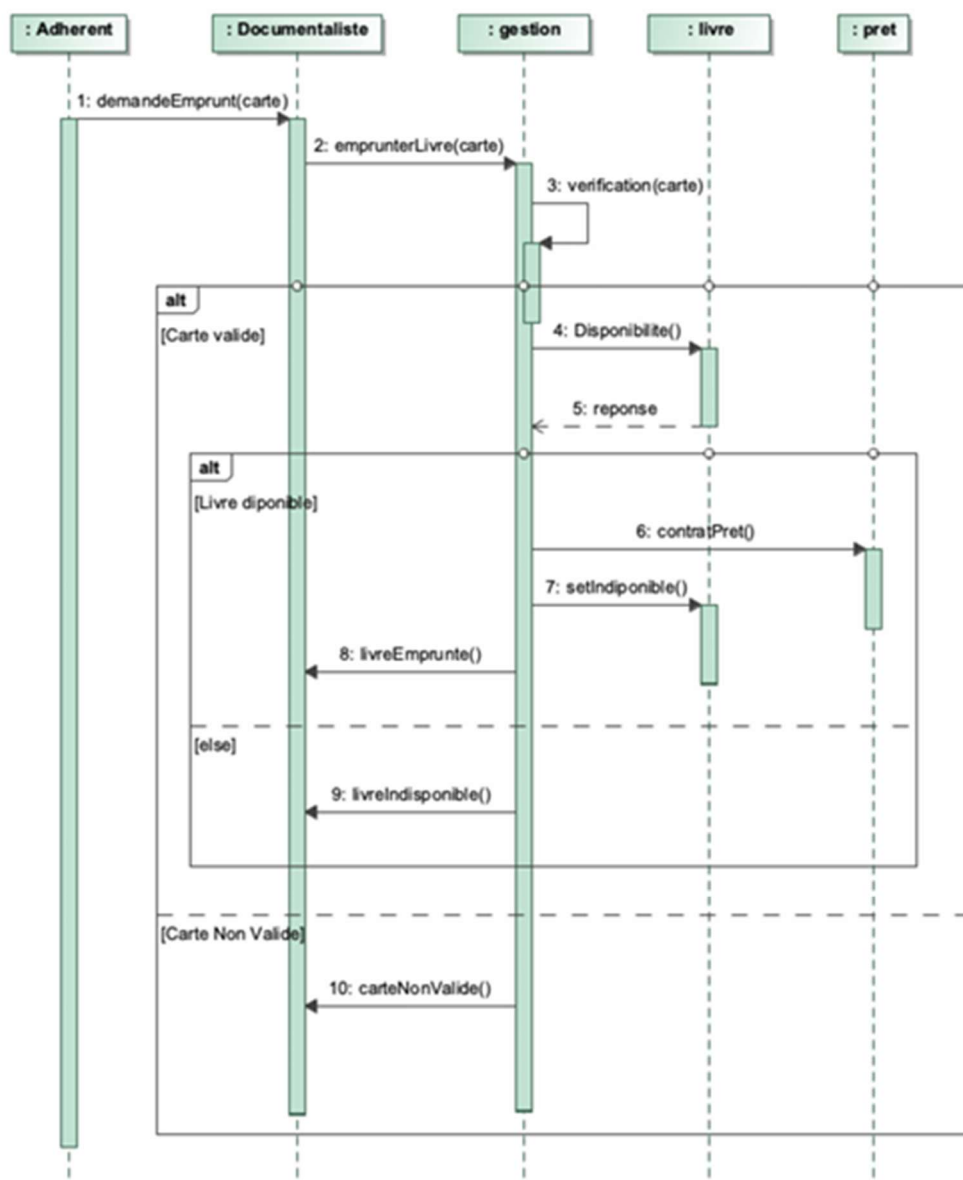 : Adherent
: Documentaliste
: gestion
: livre
: pret
1: demandeEmprunt(carte)
2: emprunterLivre(carte)
3: verification(carte)
alt
[Carte valide]
4: Disponibilite()
5: reponse
alt
[Livre diponible]
6: contratPret()
7: setIndiponible()
8: livreEmprunte()
[else]
9: livreIndisponible()
[Carte Non Valide]
10: carteNonValide()